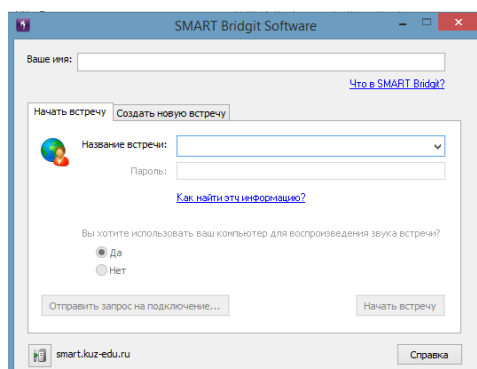 SMART Bridgit Software
Ваше имя:
Что в SMART Bridgit?
Начать встречу Создать новую встречу
Название встречи:
Пароль:
Как найти эту информацию?
Вы хотите использовать ваш компьютер для воспроизведения звука встречи?
Да
Нет
Отправить запрос на подключение... Начать встречу
smart.kuz-edu.ru Справка